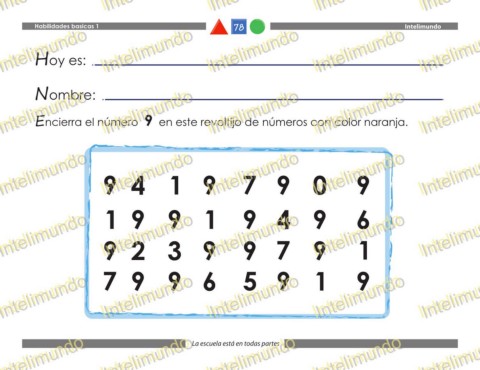 Habilidades basicas 1
78
Intelimundo
Hoy es:
Nombre:
Encierra el número 9 en este revoltijo de números con color naranja.
9 4 1 9 7 9 0 9
1 9 9 1 9 4 9 6
9 2 3 9 9 7 9 1
7 9 9 6 5 9 1 9
La escuela está en todas partes